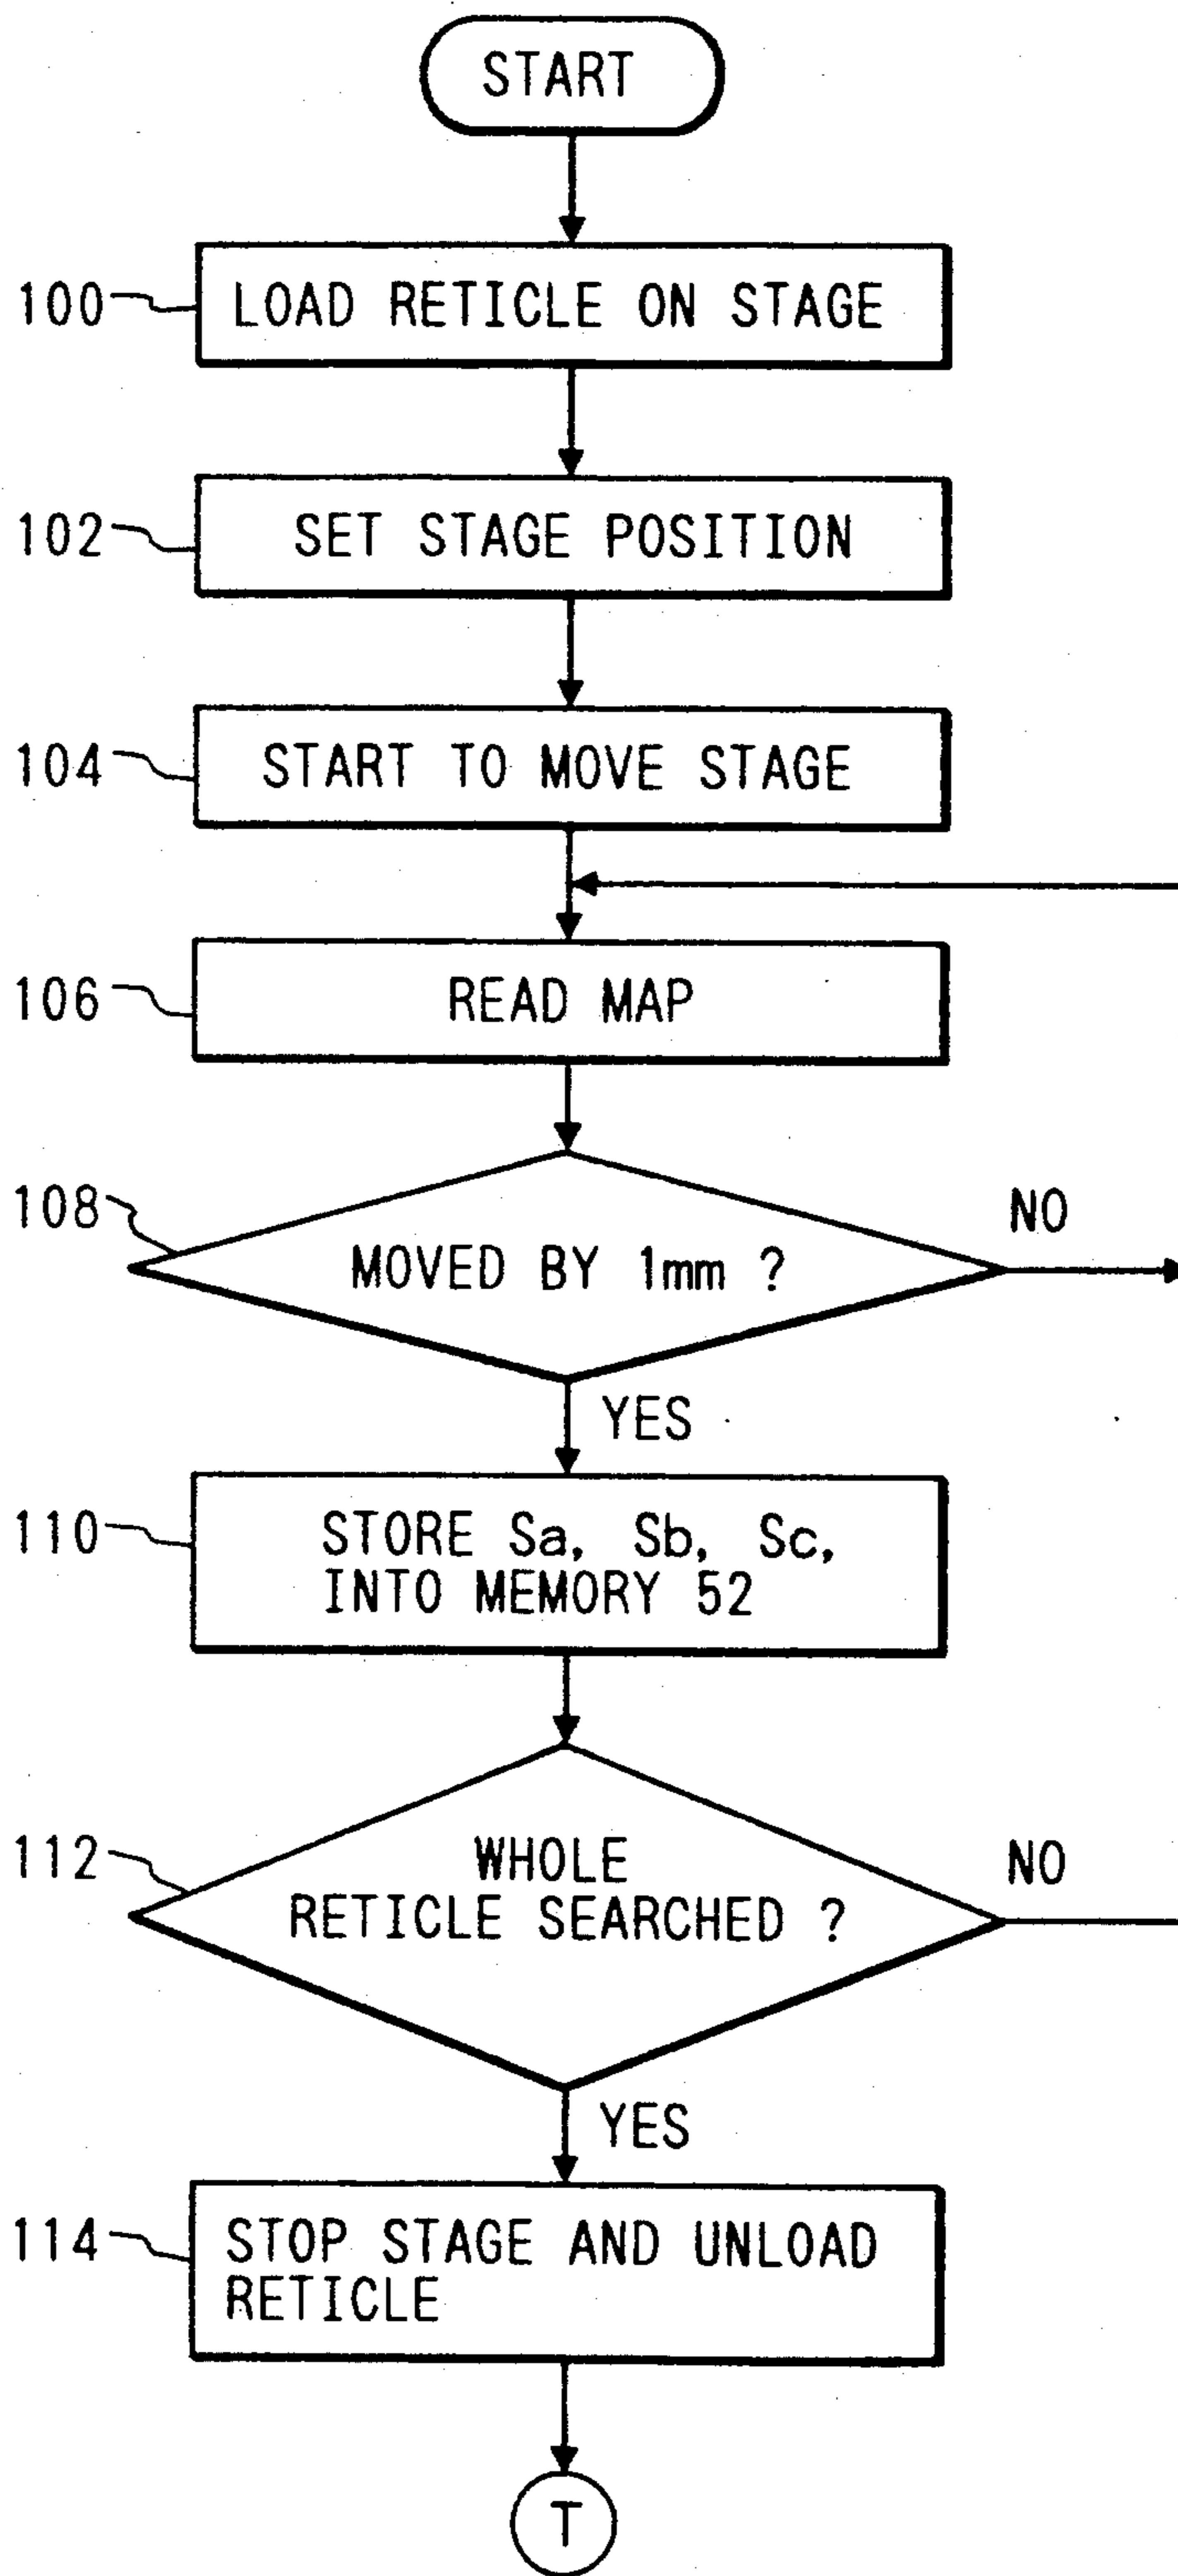 START
100
LOAD RETICLE ON STAGE
102
SET STAGE POSITION
104
START TO MOVE STAGE
106
READ MAP
108
MOVED BY 1mm ?
NO
YES
110
STORE Sa, Sb, Sc,
INTO MEMORY 52
112
WHOLE
RETICLE SEARCHED ?
NO
YES
114
STOP STAGE AND UNLOAD
RETICLE
T